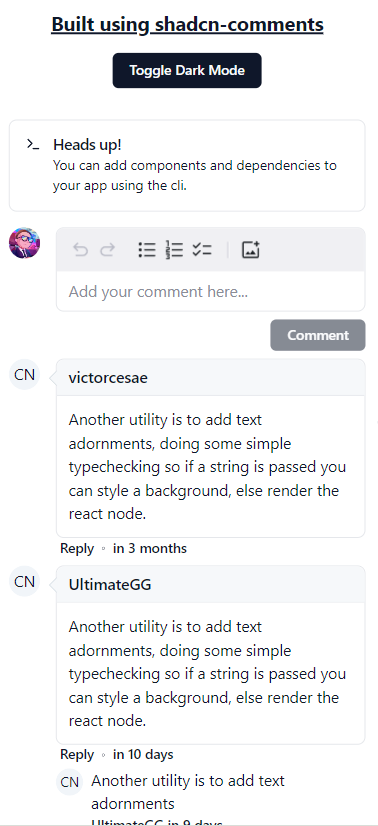 Built using shadcn-comments
Toggle Dark Mode
Heads up!
You can add components and dependencies to
your app using the cli.
Add your comment here...
Comment
CN
victorcesae
Another utility is to add text
adornments, doing some simple
typechecking so if a string is passed you
can style a background, else render the
react node.
Reply ◦ in 3 months
CN
UltimateGG
Another utility is to add text
adornments, doing some simple
typechecking so if a string is passed you
can style a background, else render the
react node.
Reply ◦ in 10 days
CN
Another utility is to add text
adornments
UltimateGG in 9 days